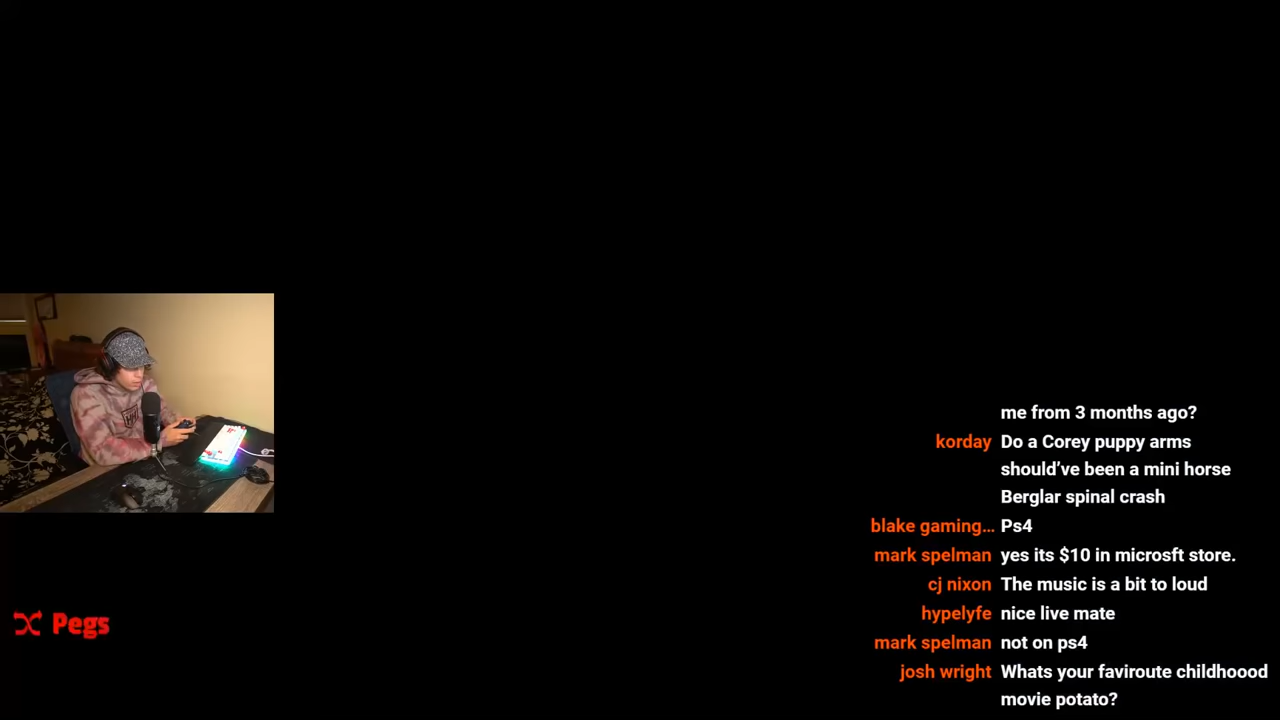 me from 3 months ago?
korday Do a Corey puppy arms
should've been a mini horse
Berglar spinal crash
blake gaming… Ps4
mark spelman yes its $10 in microsft store.
cj nixon The music is a bit to loud
hypelyfe nice live mate
Pegs
mark spelman not on ps4
josh wright Whats your faviroute childhoood
movie potato?